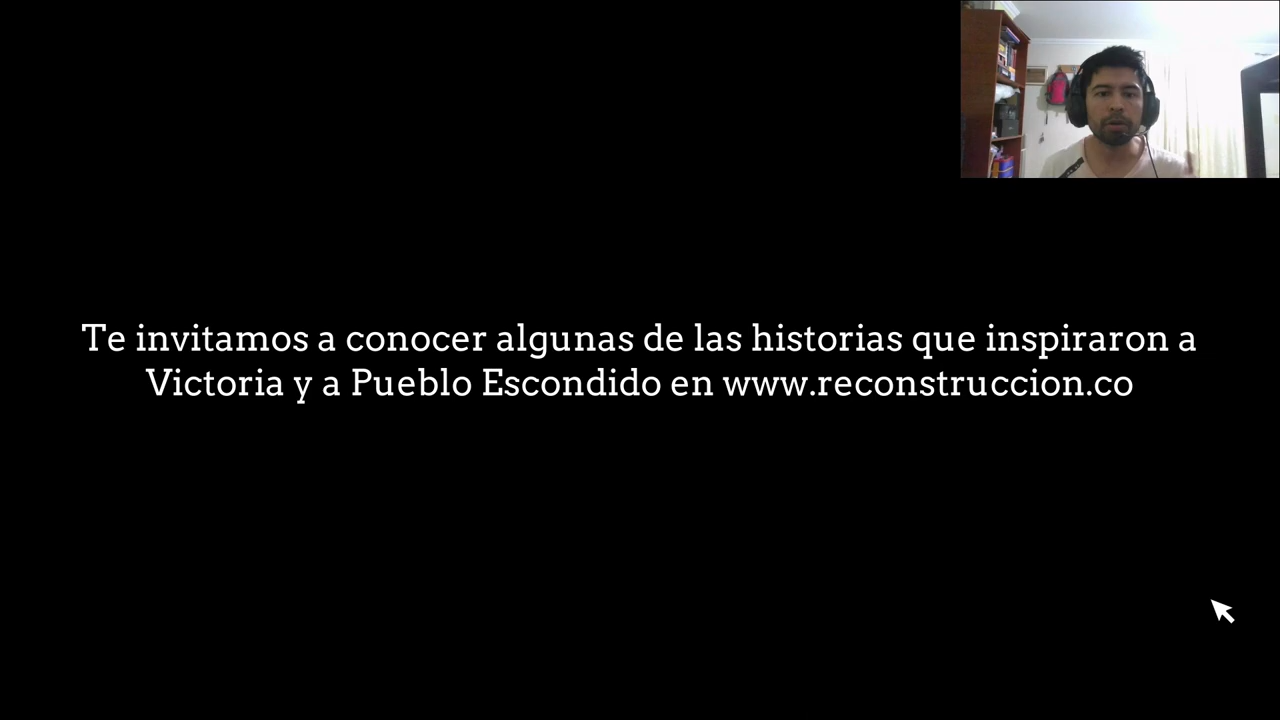 Te invitamos a conocer algunas de las historias que inspiraron a
Victoria y a Pueblo Escondido en www.reconstruccion.co